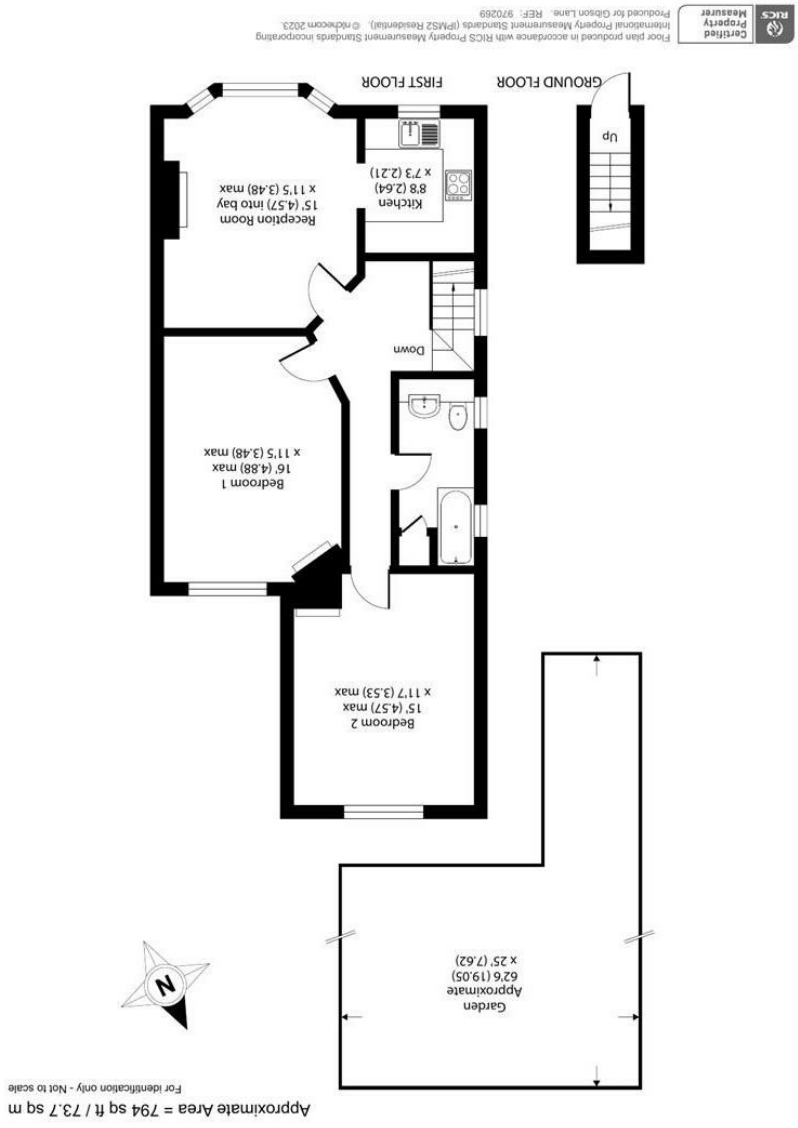 Approximate Area = 794 sq ft / 73.7 sq m
For identification only - Not to scale
N
Garden
Approximate
62'6 (19.05)
x 25' (7.62)
Bedroom 2
15' (4.57) max
x 11'7 (3.53) max
Bedroom 1
16' (4.88) max
x 11'5 (3.48) max
Down
Reception Room
15' (4.57) into bay
x 11'5 (3.48) max
Kitchen
8'8 (2.64)
x 7'3 (2.21)
Up
GROUND FLOOR
FIRST FLOOR
RICS
Certified
Property
Measurer
Floor plan produced in accordance with RICS Property Measurement Standards incorporating
International Property Measurement Standards (IPMS2 Residential). © nichecom 2023.
Produced for Gibson Lane. REF: 970269